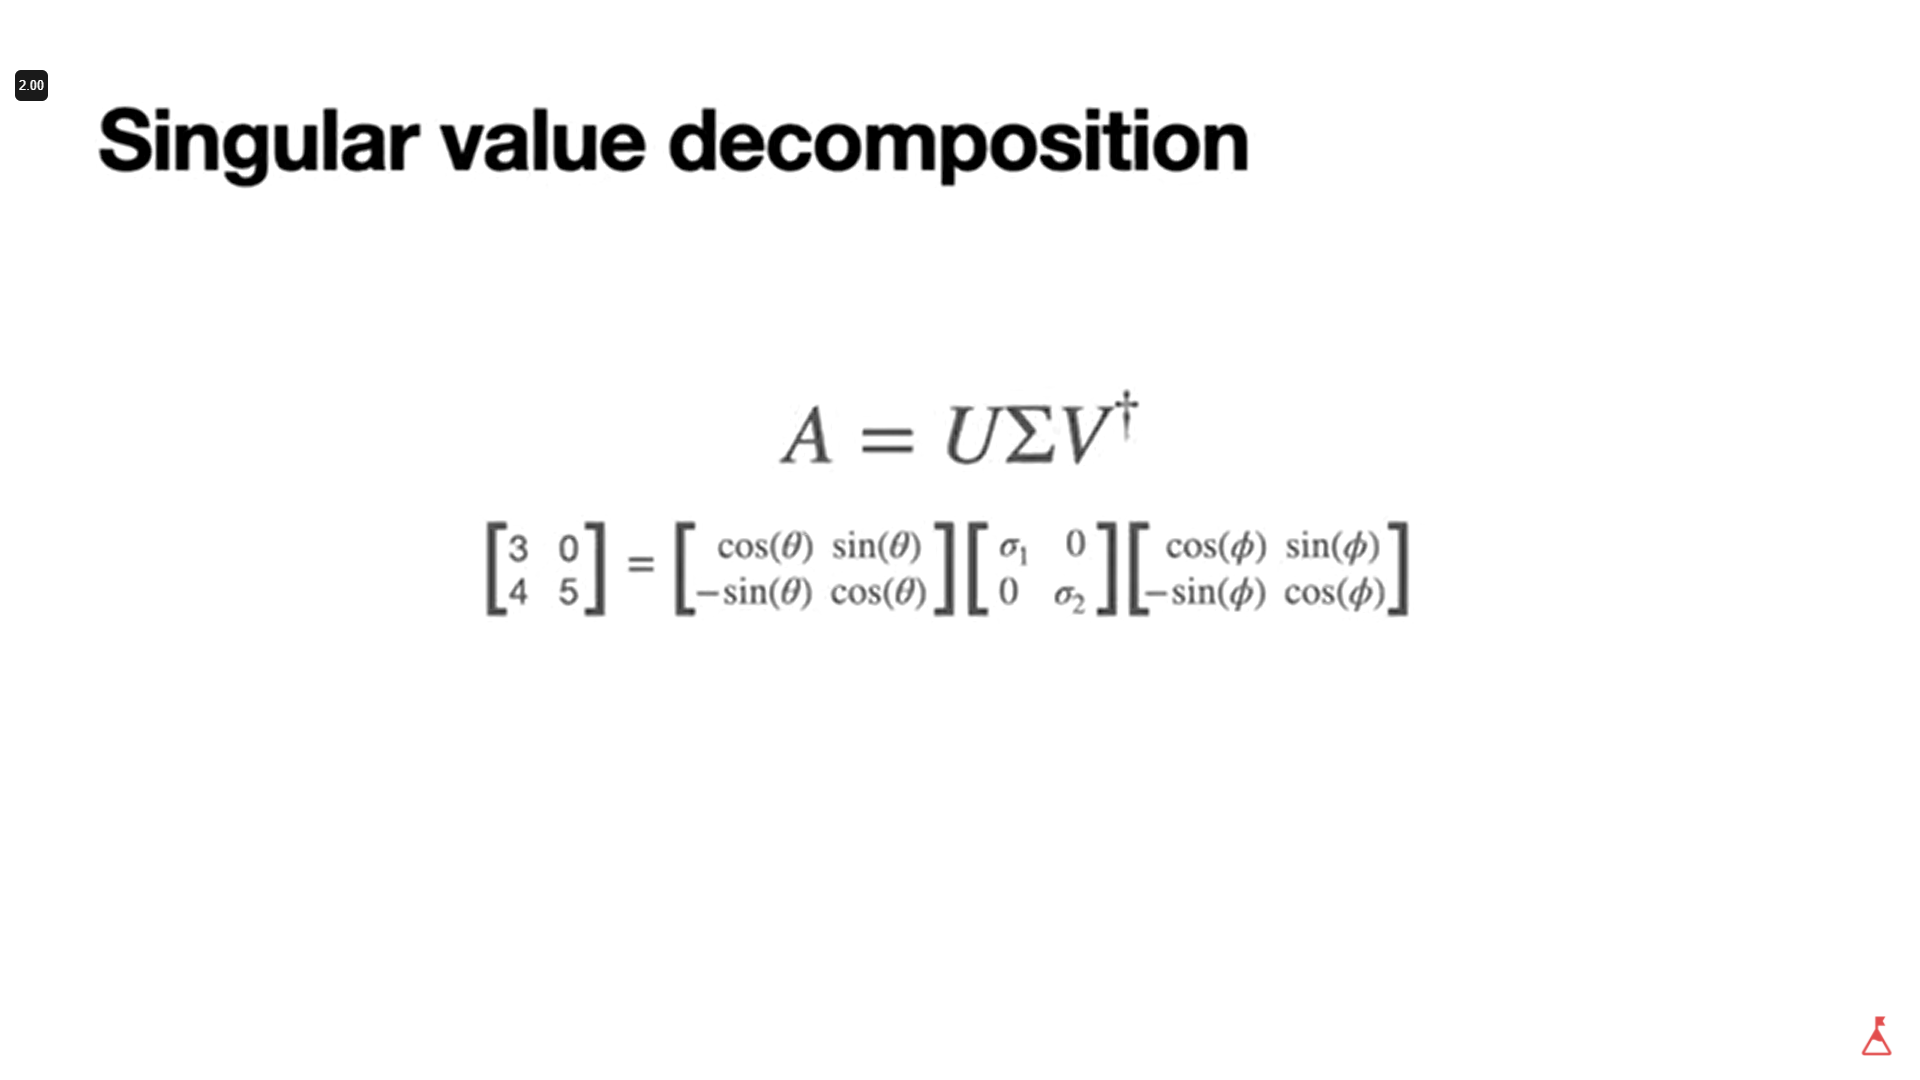 2.00
Singular value decomposition
A = UΣV†
[3 0; 4 5] = [cos(θ) sin(θ); −sin(θ) cos(θ)] [σ₁ 0; 0 σ₂] [cos(ϕ) sin(ϕ); −sin(ϕ) cos(ϕ)]